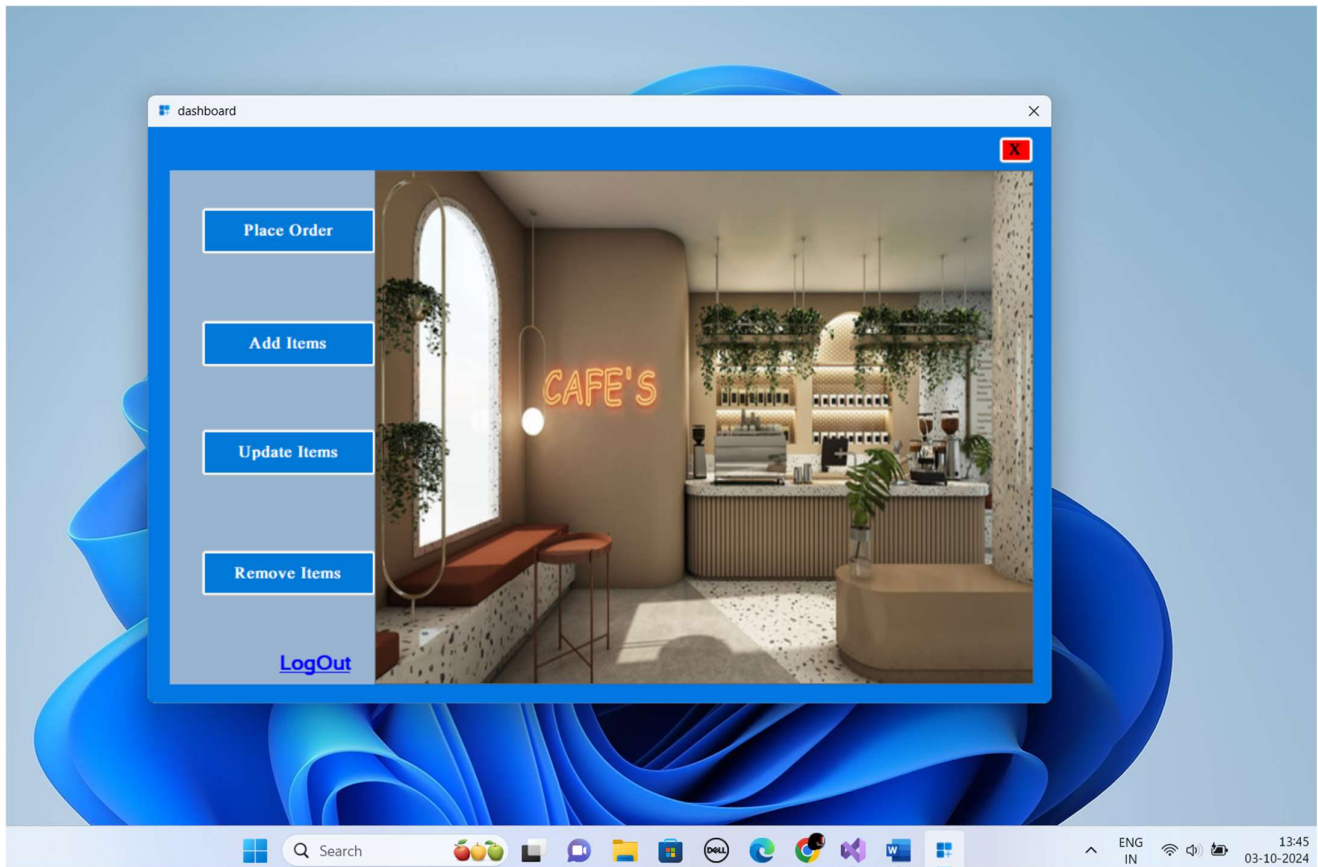 dashboard
X
Place Order
Add Items
Update Items
Remove Items
LogOut
CAFE'S
Search
DELL
W
ENG
IN
13:45
03-10-2024